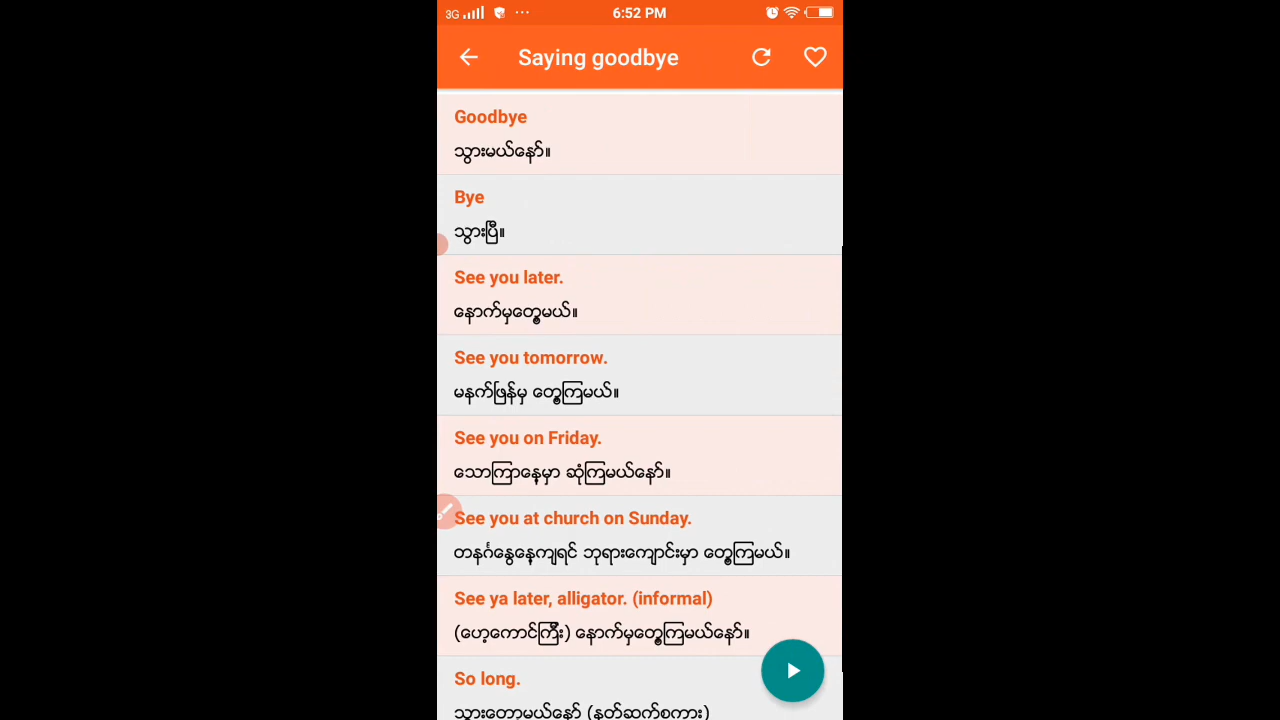 3G 6:52 PM
Saying goodbye
Goodbye
သွားမယ်နော်။
Bye
သွားပြီ။
See you later.
နောက်မှတွေ့မယ်။
See you tomorrow.
မနက်ဖြန်မှ တွေ့ကြမယ်။
See you on Friday.
သောကြာနေ့မှာ ဆုံကြမယ်နော်။
See you at church on Sunday.
တနင်္ဂနွေနေ့ကျရင် ဘုရားကျောင်းမှာ တွေ့ကြမယ်။
See ya later, alligator. (informal)
(ဟေ့ကောင်ကြီး) နောက်မှတွေ့ကြမယ်နော်။
So long.
သွားတော့မယ်နော် (နှုတ်ဆက်စကား)